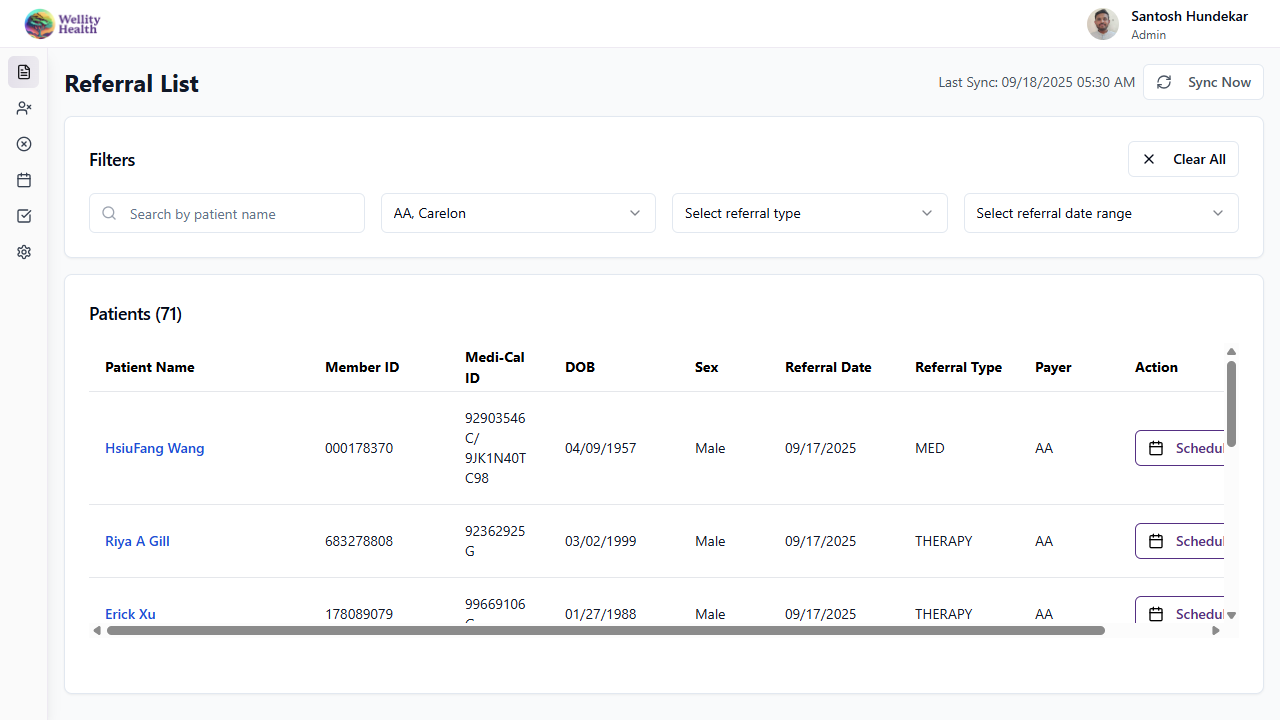 Wellity
Health
Santosh Hundekar
Admin
Referral List
Last Sync: 09/18/2025 05:30 AM
Sync Now
Filters
Clear All
Search by patient name
AA, Carelon
Select referral type
Select referral date range
Patients (71)
Patient Name
Member ID
Medi-Cal
ID
DOB
Sex
Referral Date
Referral Type
Payer
Action
HsiuFang Wang
000178370
92903546
C/
9JK1N40T
C98
04/09/1957
Male
09/17/2025
MED
AA
Schedul
Riya A Gill
683278808
92362925
G
03/02/1999
Male
09/17/2025
THERAPY
AA
Schedul
Erick Xu
178089079
99669106
01/27/1988
Male
09/17/2025
THERAPY
AA
Schedul